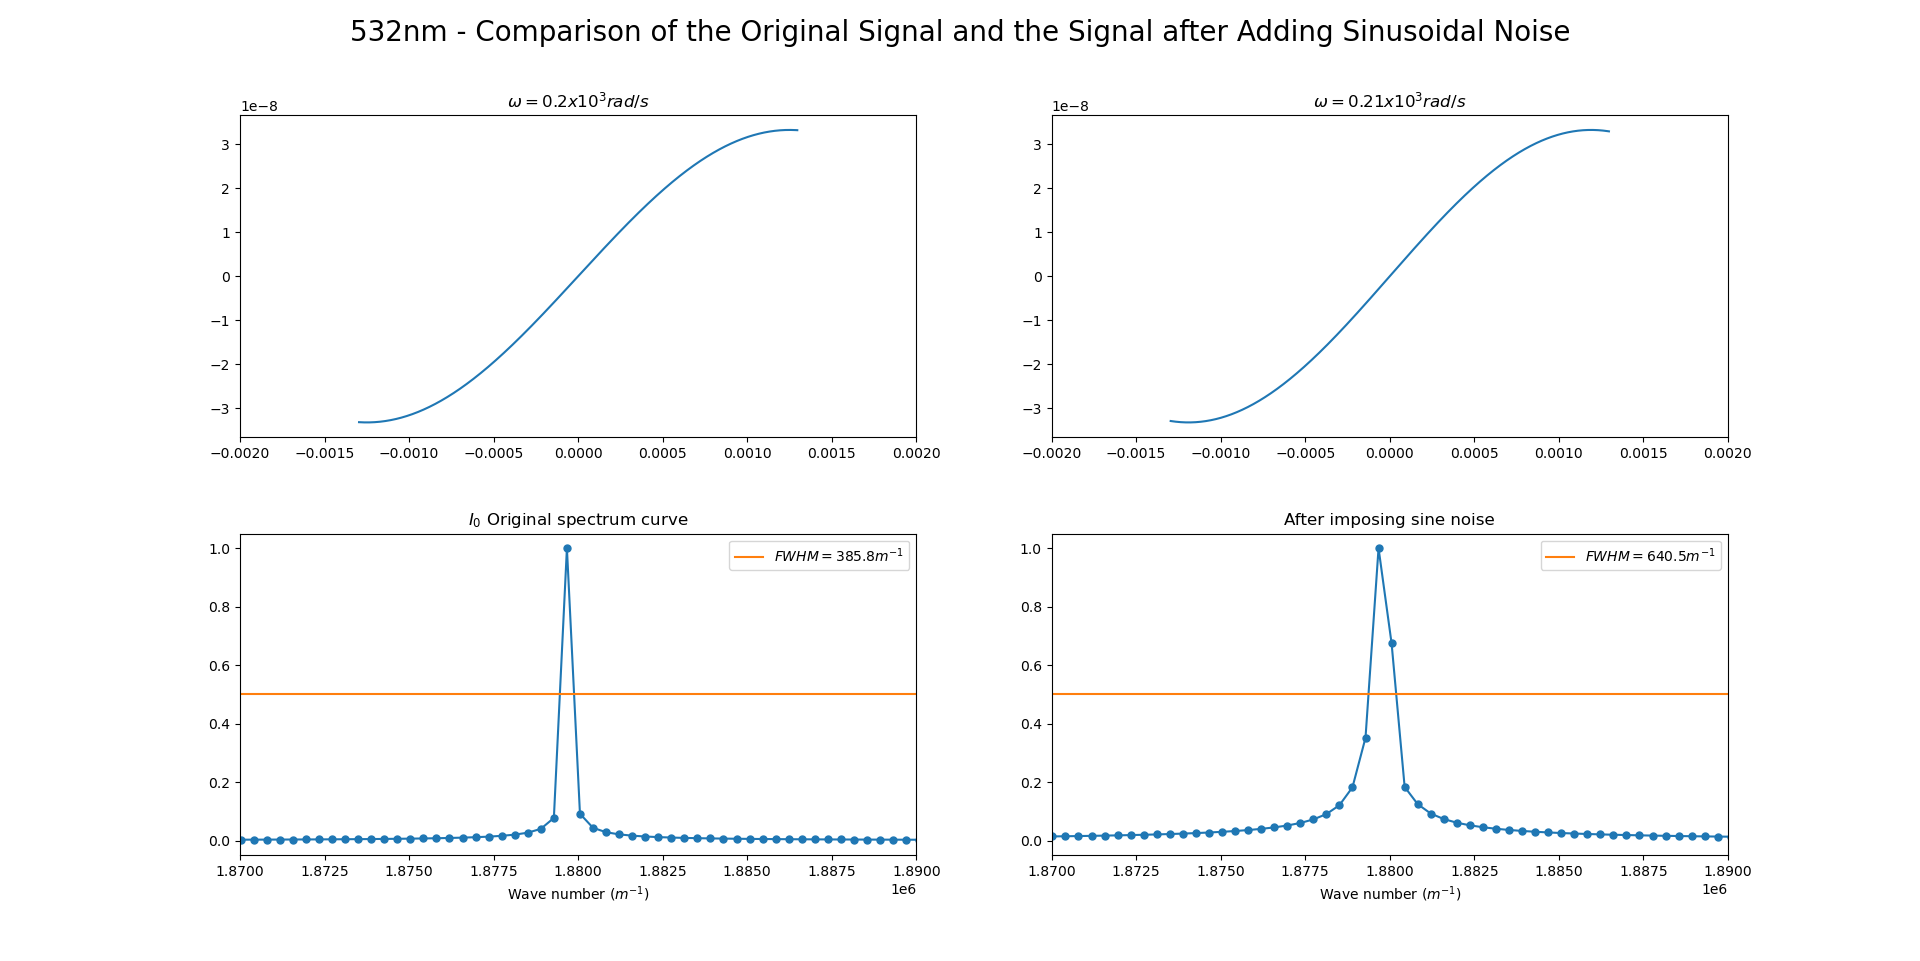 532nm - Comparison of the Original Signal and the Signal after Adding Sinusoidal Noise
ω = 0.2x10³rad/s
1e−8
3
2
1
0
−1
−2
−3
−0.0020 −0.0015 −0.0010 −0.0005 0.0000 0.0005 0.0010 0.0015 0.0020
ω = 0.21x10³rad/s
1e−8
3
2
1
0
−1
−2
−3
−0.0020 −0.0015 −0.0010 −0.0005 0.0000 0.0005 0.0010 0.0015 0.0020
I₀ Original spectrum curve
FWHM = 385.8m⁻¹
1.0
0.8
0.6
0.4
0.2
0.0
1.8700 1.8725 1.8750 1.8775 1.8800 1.8825 1.8850 1.8875 1.8900
1e6
Wave number (m⁻¹)
After imposing sine noise
FWHM = 640.5m⁻¹
1.0
0.8
0.6
0.4
0.2
0.0
1.8700 1.8725 1.8750 1.8775 1.8800 1.8825 1.8850 1.8875 1.8900
1e6
Wave number (m⁻¹)